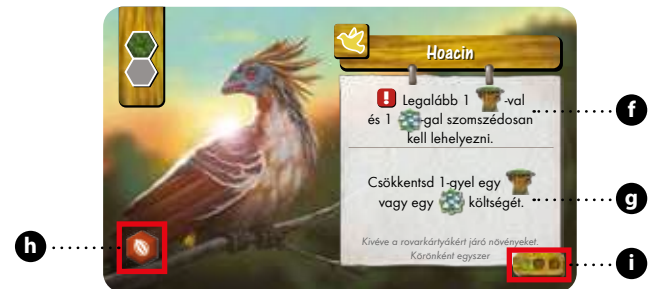 Hoacin
! Legalább 1 -val
és 1 -gal szomszédosan
kell lehelyezni.
f
Csökkentsd 1-gyel egy
vagy egy költségét.
g
h
Kivéve a rovarkártyákért járó növényeket.
Körönként egyszer
i